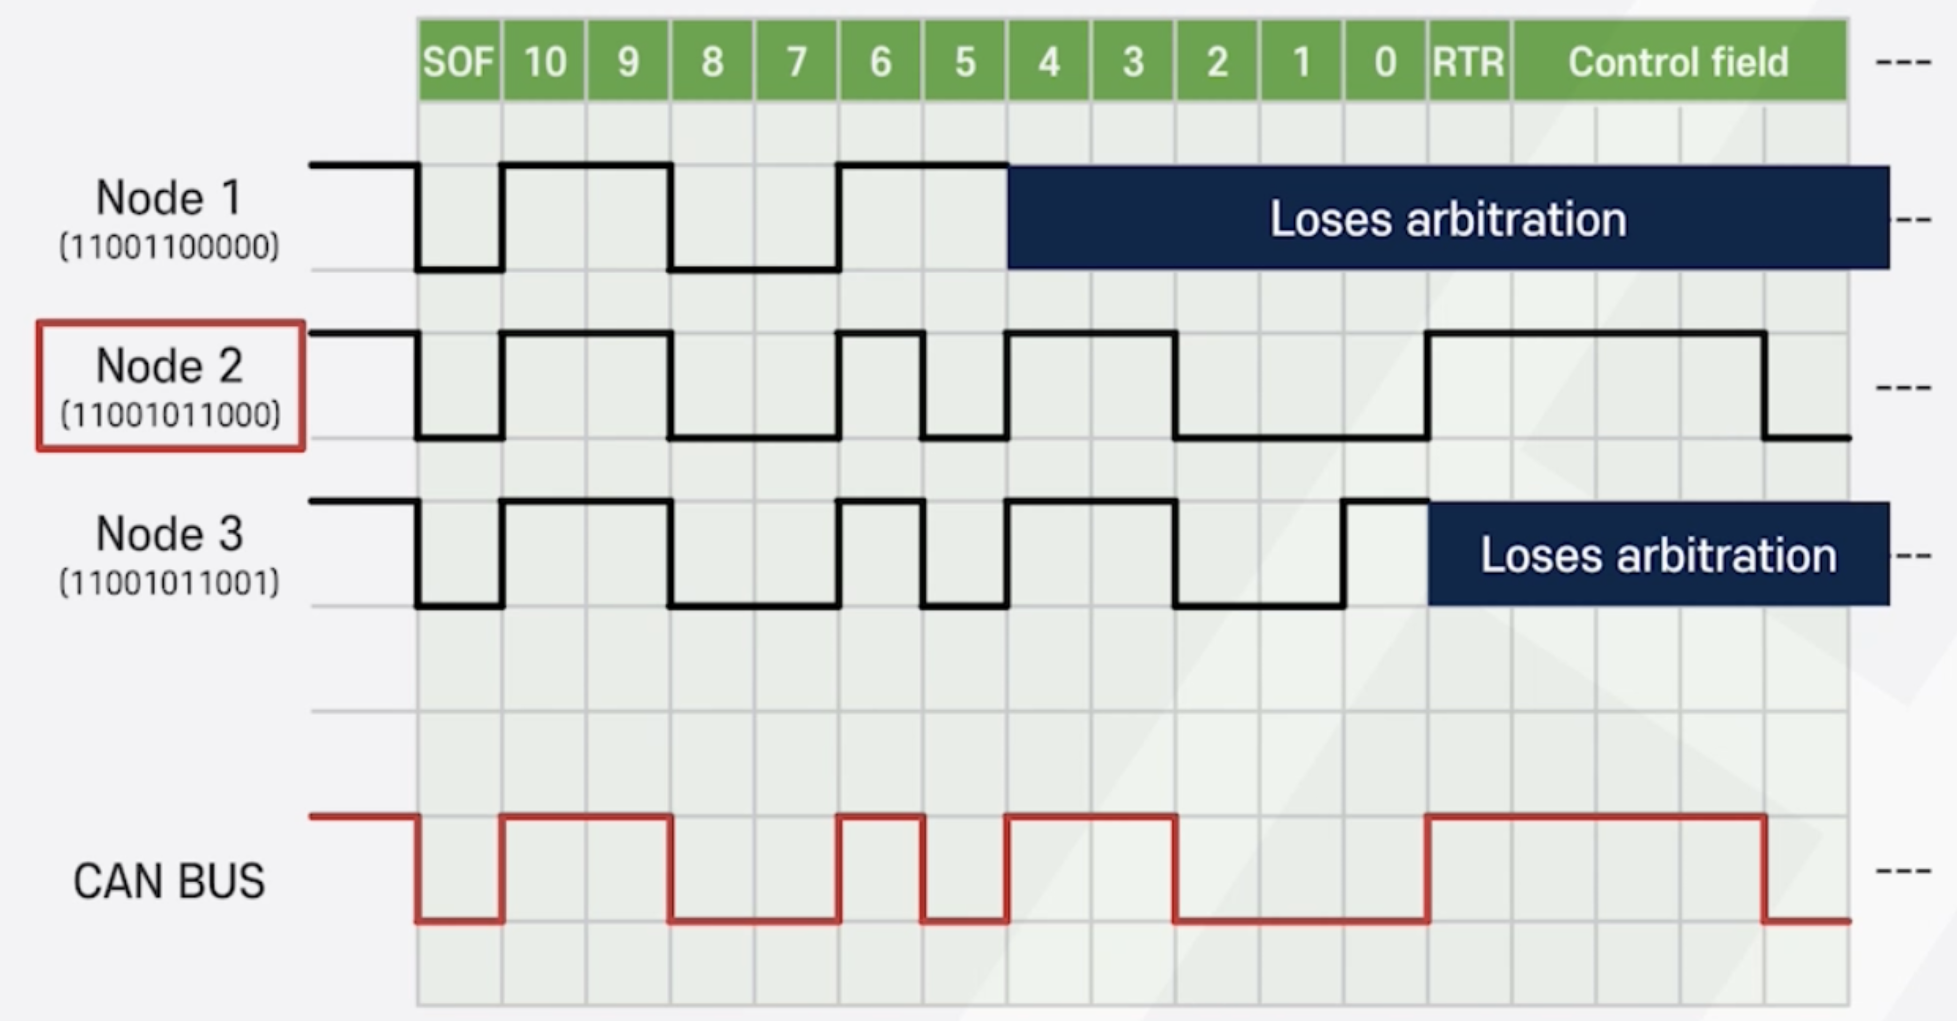 SOF 10 9 8 7 6 5 4 3 2 1 0 RTR Control field ---
Node 1
(11001100000)
Loses arbitration
---
Node 2
(11001011000)
---
Node 3
(11001011001)
Loses arbitration
---
CAN BUS
---